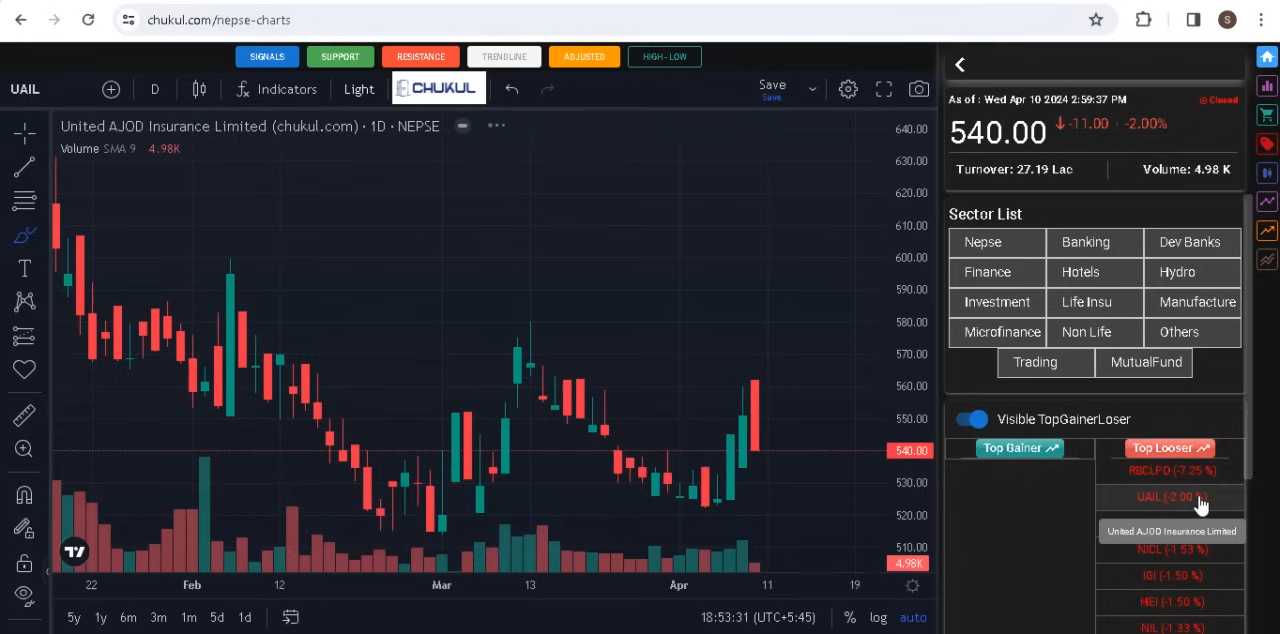 chukul.com/nepse-charts
S
SIGNALS
SUPPORT
RESISTANCE
TRENDLINE
ADJUSTED
HIGH-LOW
UAIL
D
Indicators
Light
CHUKUL
Save
Save
United AJOD Insurance Limited (chukul.com) · 1D · NEPSE
Volume SMA 9 4.98K
640.00
630.00
620.00
610.00
600.00
590.00
580.00
570.00
560.00
550.00
540.00
530.00
520.00
510.00
4.98K
22
Feb
12
Mar
13
Apr
11
19
5y
1y
6m
3m
1m
5d
1d
18:53:31 (UTC+5:45)
%
log
auto
As of : Wed Apr 10 2024 2:59:37 PM
Closed
540.00
-11.00 -2.00%
Turnover: 27.19 Lac
Volume: 4.98 K
Sector List
Nepse Banking Dev Banks
Finance Hotels Hydro
Investment Life Insu Manufacture
Microfinance Non Life Others
Trading MutualFund
Visible TopGainerLoser
Top Gainer
Top Looser
RBCLPO (-7.25 %)
UAIL (-2.00 %)
United AJOD Insurance Limited
NICL (-1.53 %)
IGI (-1.50 %)
HEI (-1.50 %)
NIL (-1.33 %)